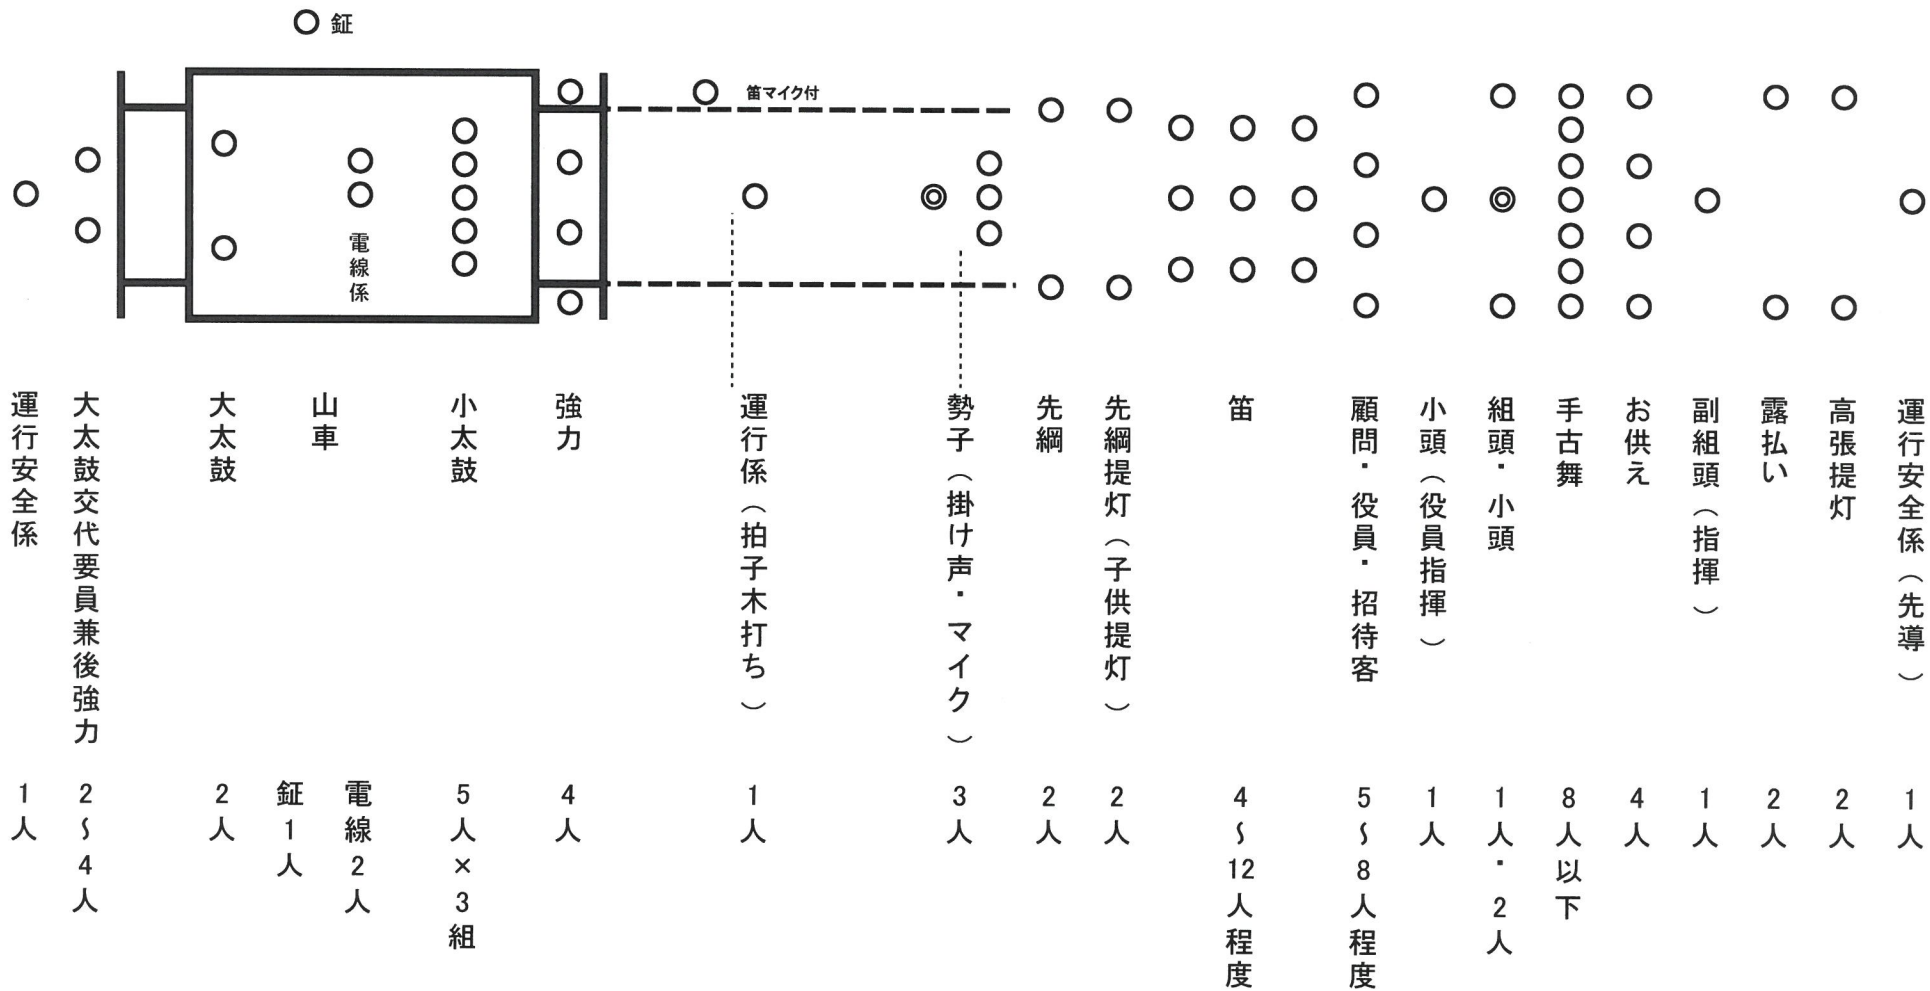 鉦
笛マイク付
電線係
運行安全係（先導）
高張提灯
露払い
副組頭（指揮）
お供え
手古舞
組頭・小頭
小頭（役員指揮）
顧問・役員・招待客
笛
先綱提灯（子供提灯）
先綱
勢子（掛け声・マイク）
運行係（拍子木打ち）
強力
小太鼓
山車
大太鼓
大太鼓交代要員兼後強力
運行安全係
1人
2人
2人
1人
4人
8人以下
1人・2人
1人
5〜8人程度
4〜12人程度
2人
2人
3人
1人
4人
5人×3組
電線2人
鉦1人
2人
2〜4人
1人